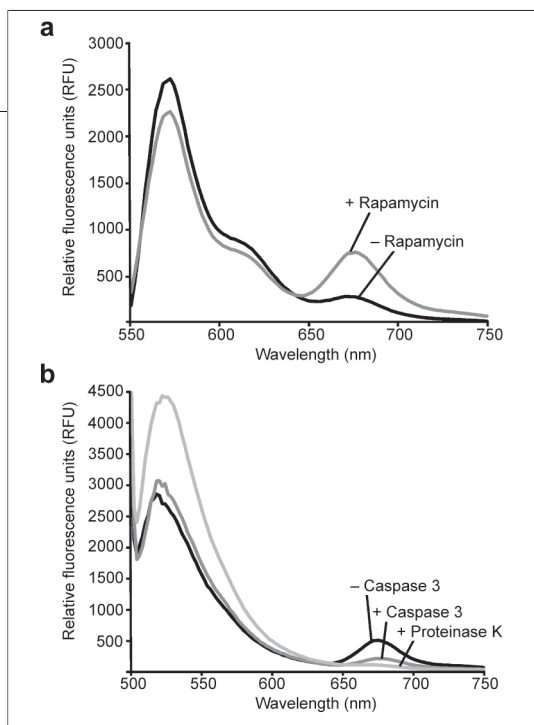 a
Relative fluorescence units (RFU)
3000
2500
2000
1500
1000
500
+ Rapamycin
– Rapamycin
550 600 650 700 750
Wavelength (nm)
b
Relative fluorescence units (RFU)
4500
4000
3500
3000
2500
2000
1500
1000
500
– Caspase 3
+ Caspase 3
+ Proteinase K
500 550 600 650 700 750
Wavelength (nm)